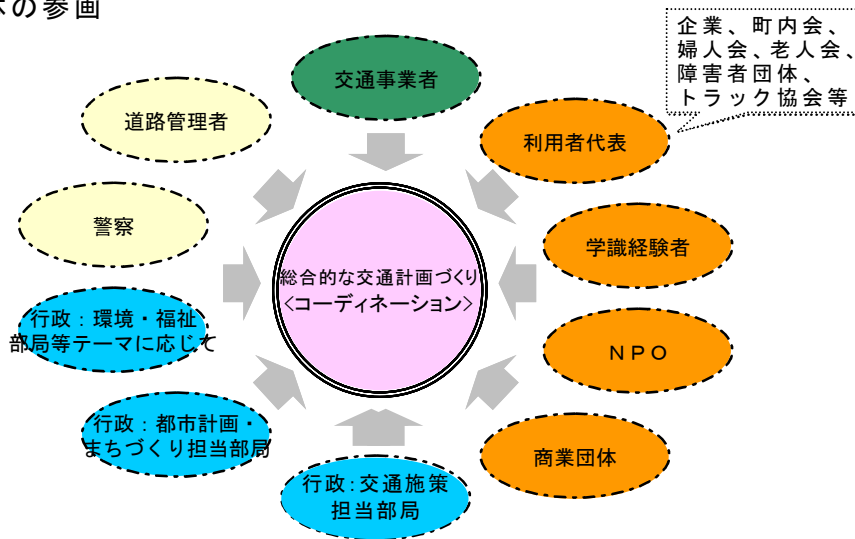 の参画
企業、町内会、
婦人会、老人会、
障害者団体、
トラック協会等
交通事業者
道路管理者
利用者代表
警察
学識経験者
総合的な交通計画づくり
<コーディネーション>
行政：環境・福祉
部局等テーマに応じて
ＮＰＯ
行政：都市計画・
まちづくり担当部局
商業団体
行政:交通施策
担当部局